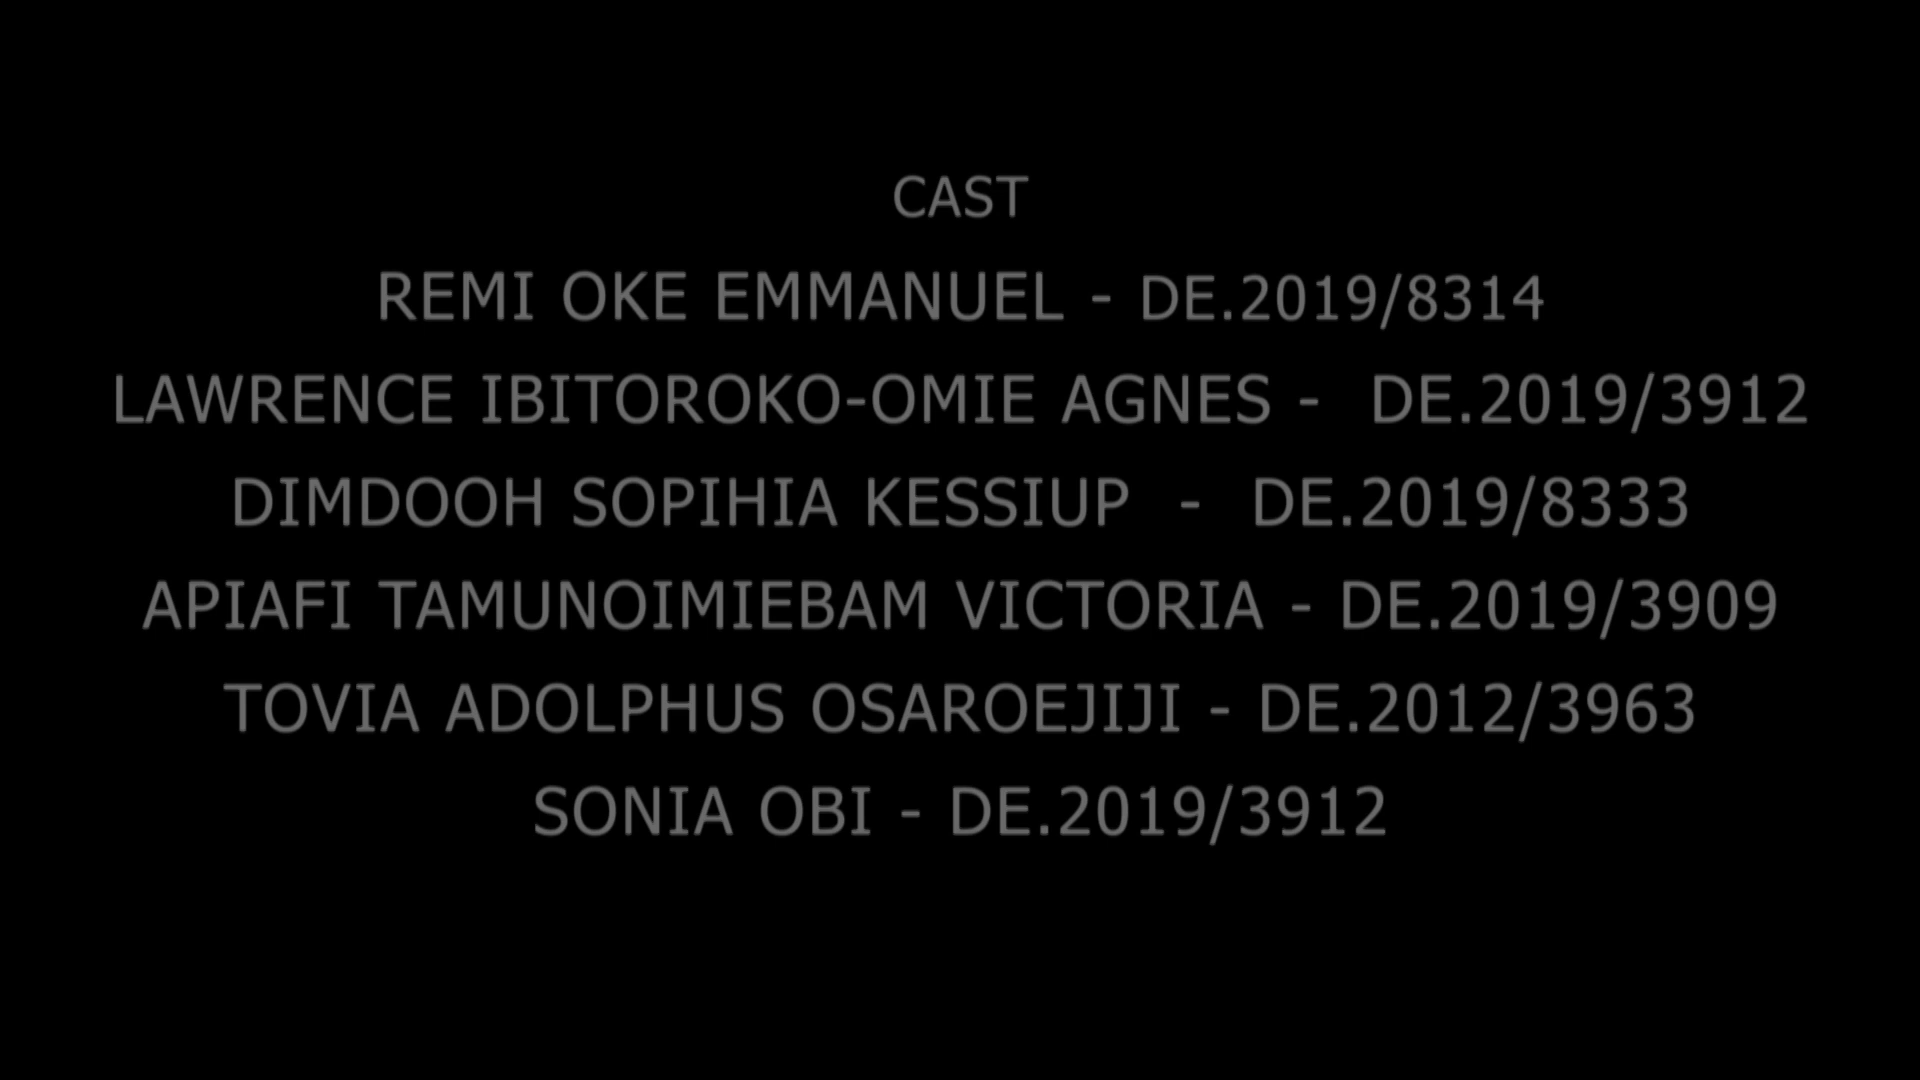 CAST
REMI OKE EMMANUEL - DE.2019/8314
LAWRENCE IBITOROKO-OMIE AGNES - DE.2019/3912
DIMDOOH SOPIHIA KESSIUP - DE.2019/8333
APIAFI TAMUNOIMIEBAM VICTORIA - DE.2019/3909
TOVIA ADOLPHUS OSAROEJIJI - DE.2012/3963
SONIA OBI - DE.2019/3912